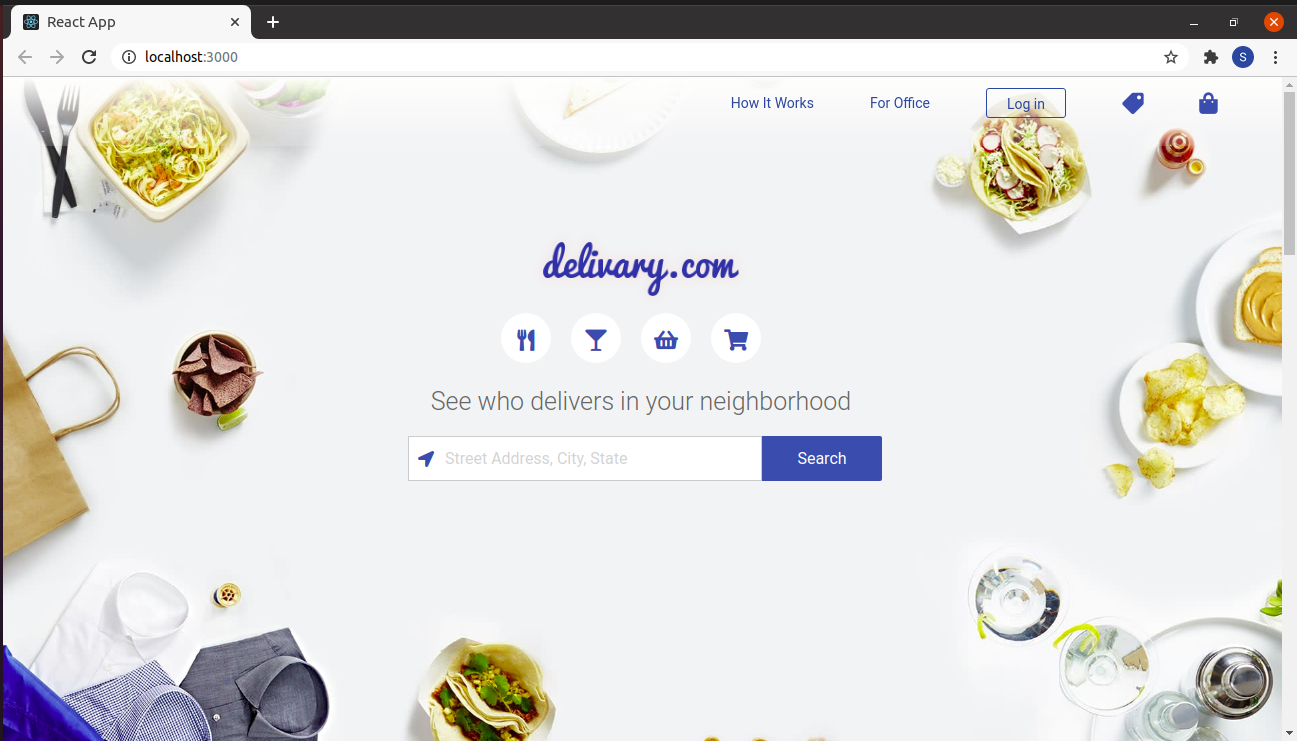 React App
localhost:3000
S
How It Works
For Office
Log in
delivary.com
See who delivers in your neighborhood
Street Address, City, State
Search